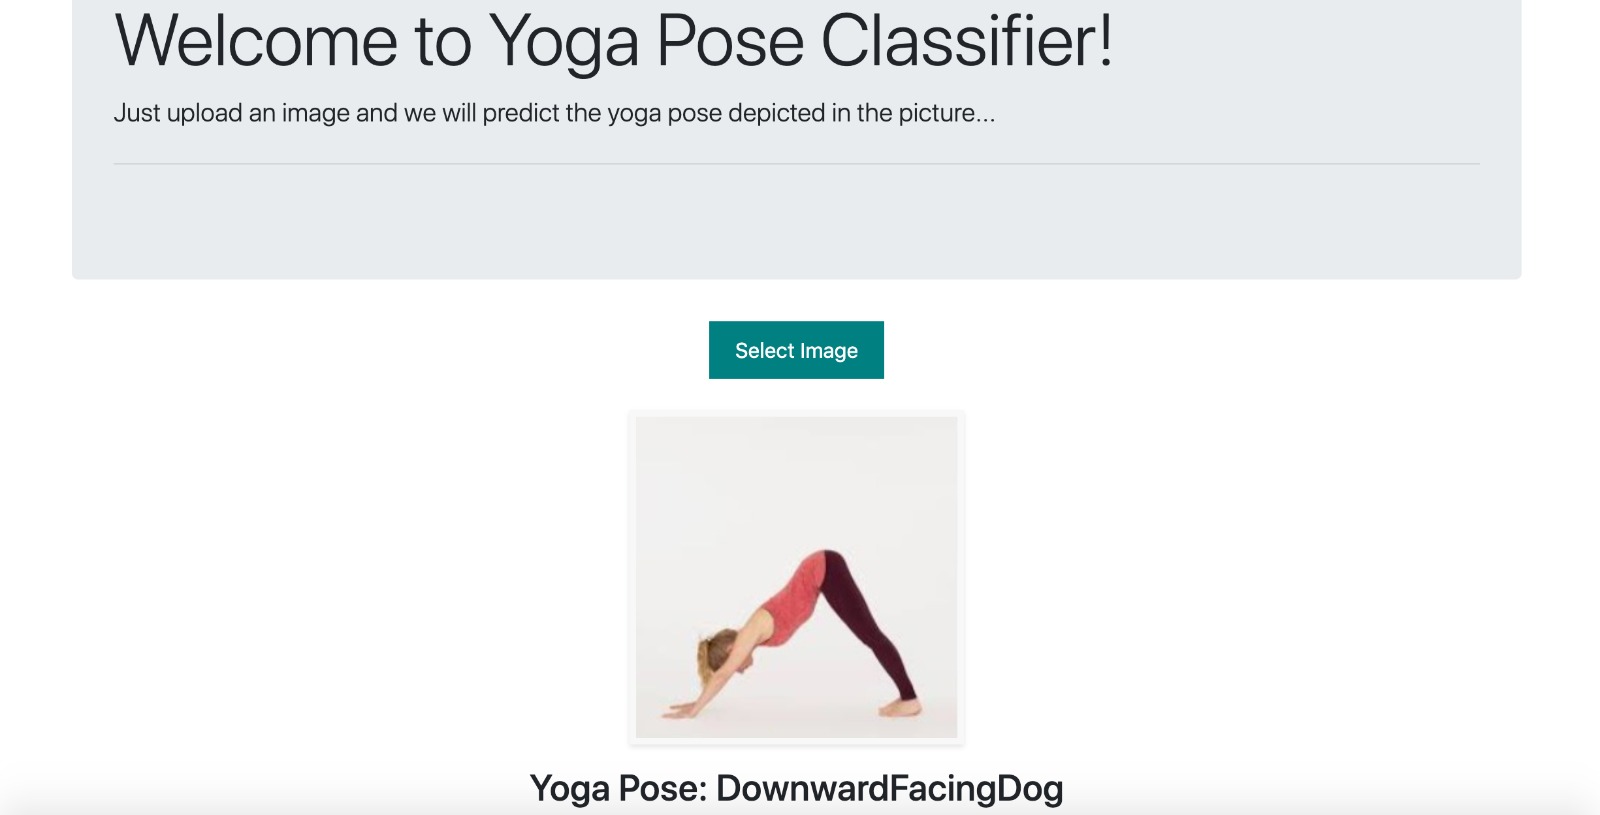 Welcome to Yoga Pose Classifier!
Just upload an image and we will predict the yoga pose depicted in the picture...
Select Image
Yoga Pose: DownwardFacingDog